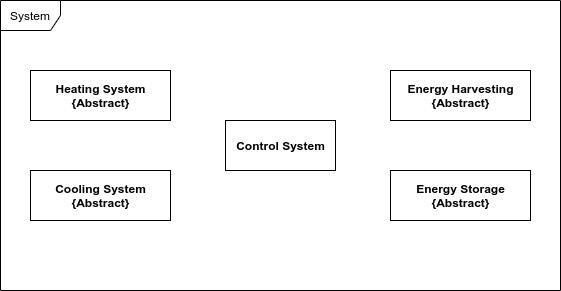 System
Heating System
{Abstract}
Energy Harvesting
{Abstract}
Control System
Cooling System
{Abstract}
Energy Storage
{Abstract}